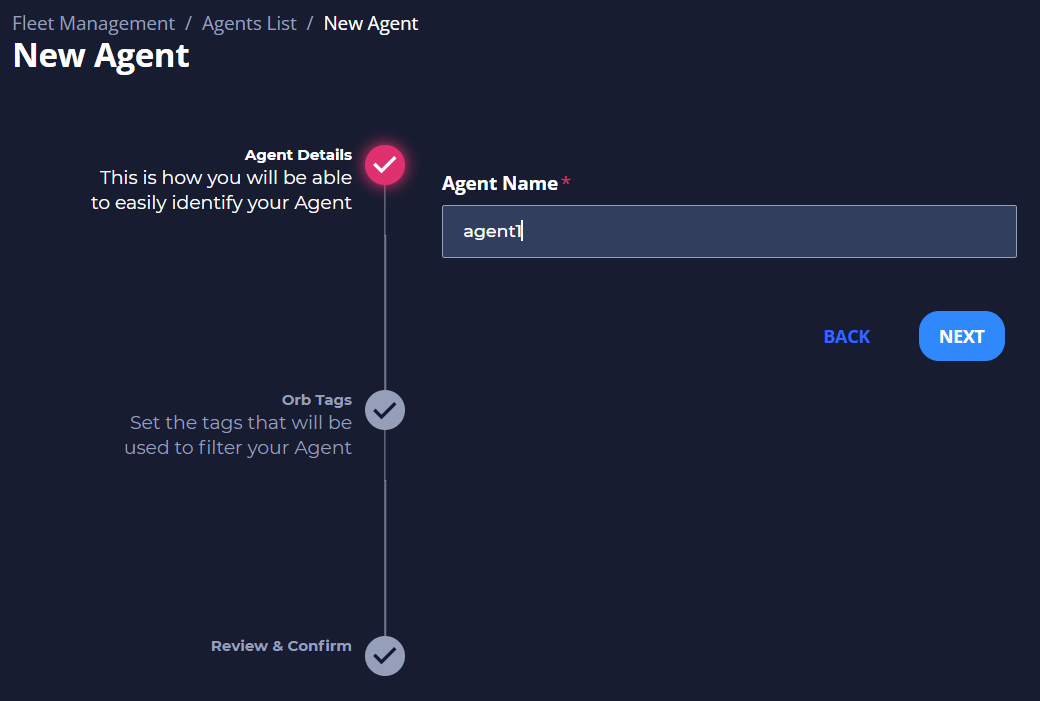 Fleet Management / Agents List / New Agent
New Agent
Agent Details
This is how you will be able
to easily identify your Agent
Agent Name*
agent1
BACK
NEXT
Orb Tags
Set the tags that will be
used to filter your Agent
Review & Confirm